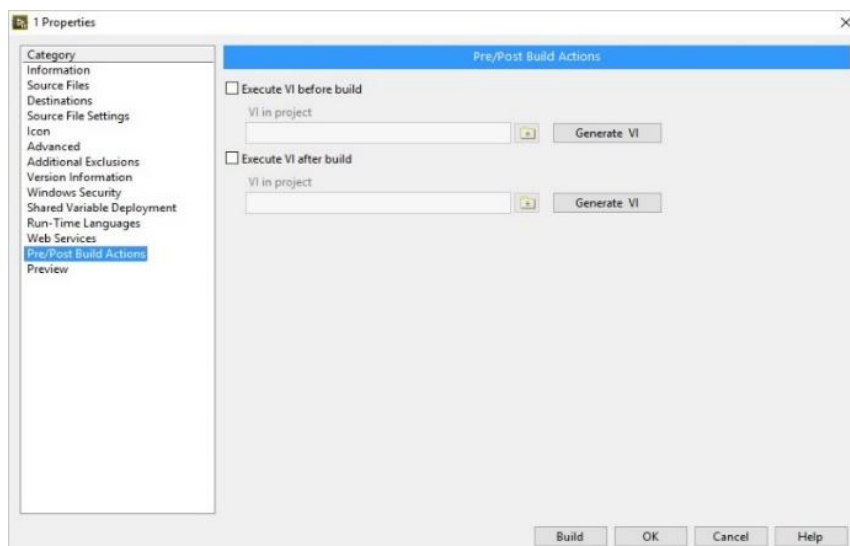 1 Properties
Category
Information
Source Files
Destinations
Source File Settings
Icon
Advanced
Additional Exclusions
Version Information
Windows Security
Shared Variable Deployment
Run-Time Languages
Web Services
Pre/Post Build Actions
Preview
Pre/Post Build Actions
Execute VI before build
VI in project
Generate VI
Execute VI after build
VI in project
Generate VI
Build OK Cancel Help